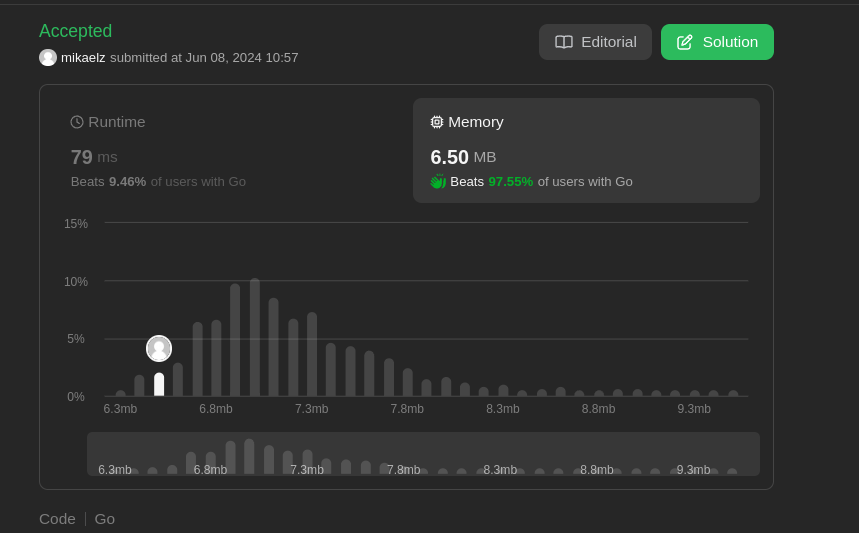 Accepted
mikaelz submitted at Jun 08, 2024 10:57
Editorial
Solution
Runtime
79 ms
Beats 9.46% of users with Go
Memory
6.50 MB
Beats 97.55% of users with Go
15%
10%
5%
0%
6.3mb 6.8mb 7.3mb 7.8mb 8.3mb 8.8mb 9.3mb
6.3mb 6.8mb 7.3mb 7.8mb 8.3mb 8.8mb 9.3mb
Code | Go